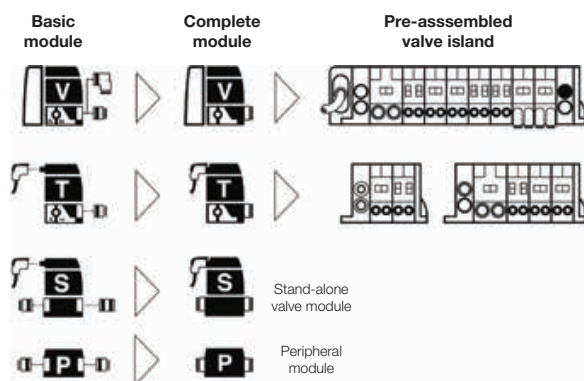 Basic
module
Complete
module
Pre-asssembled
valve island
V
V
T
T
S
S
Stand-alone
valve module
P
P
Peripheral
module